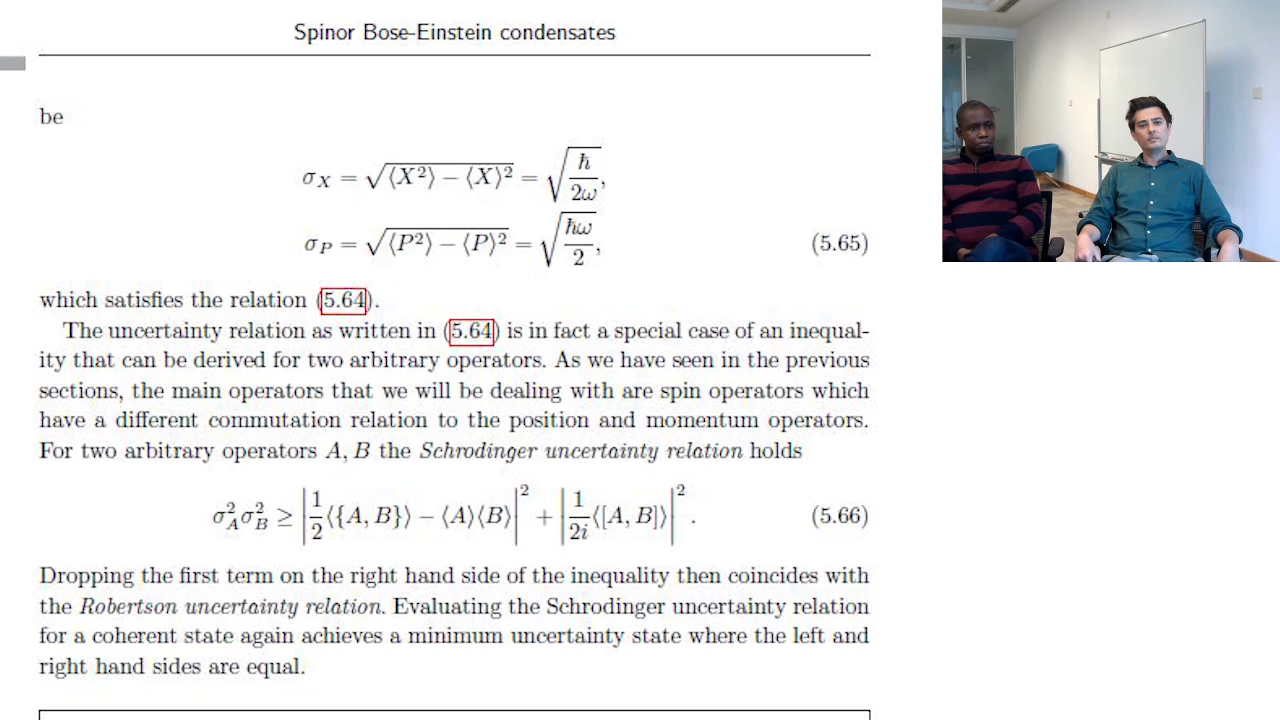 Spinor Bose-Einstein condensates
be
σ_X = √(⟨X²⟩ − ⟨X⟩²) = √(ħ/2ω),
σ_P = √(⟨P²⟩ − ⟨P⟩²) = √(ħω/2), (5.65)
which satisfies the relation (5.64).
The uncertainty relation as written in (5.64) is in fact a special case of an inequal-
ity that can be derived for two arbitrary operators. As we have seen in the previous
sections, the main operators that we will be dealing with are spin operators which
have a different commutation relation to the position and momentum operators.
For two arbitrary operators A, B the Schrodinger uncertainty relation holds
σ_A² σ_B² ≥ |1/2 ⟨{A, B}⟩ − ⟨A⟩⟨B⟩|² + |1/2i ⟨[A, B]⟩|² . (5.66)
Dropping the first term on the right hand side of the inequality then coincides with
the Robertson uncertainty relation. Evaluating the Schrodinger uncertainty relation
for a coherent state again achieves a minimum uncertainty state where the left and
right hand sides are equal.